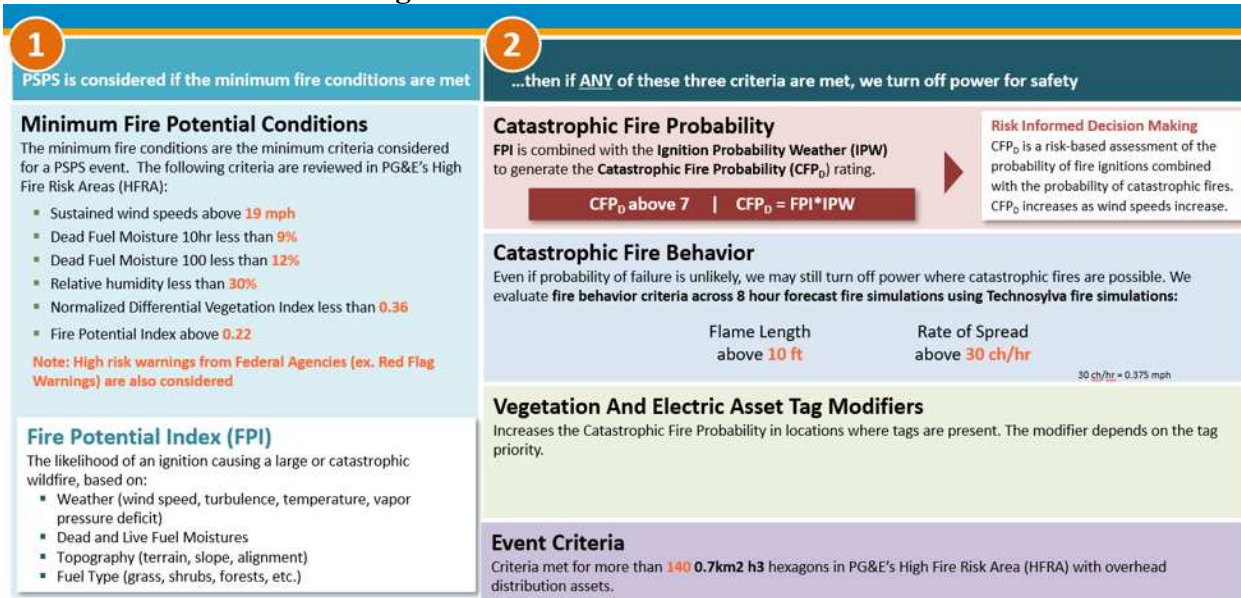 1
PSPS is considered if the minimum fire conditions are met
Minimum Fire Potential Conditions
The minimum fire conditions are the minimum criteria considered
for a PSPS event. The following criteria are reviewed in PG&E's High
Fire Risk Areas (HFRA):
▪ Sustained wind speeds above 19 mph
▪ Dead Fuel Moisture 10hr less than 9%
▪ Dead Fuel Moisture 100 less than 12%
▪ Relative humidity less than 30%
▪ Normalized Differential Vegetation Index less than 0.36
▪ Fire Potential Index above 0.22
Note: High risk warnings from Federal Agencies (ex. Red Flag
Warnings) are also considered
Fire Potential Index (FPI)
The likelihood of an ignition causing a large or catastrophic
wildfire, based on:
▪ Weather (wind speed, turbulence, temperature, vapor
pressure deficit)
▪ Dead and Live Fuel Moistures
▪ Topography (terrain, slope, alignment)
▪ Fuel Type (grass, shrubs, forests, etc.)
2
...then if ANY of these three criteria are met, we turn off power for safety
Catastrophic Fire Probability
FPI is combined with the Ignition Probability Weather (IPW)
to generate the Catastrophic Fire Probability (CFPD) rating.
CFPD above 7 | CFPD = FPI*IPW
Risk Informed Decision Making
CFPD is a risk-based assessment of the
probability of fire ignitions combined
with the probability of catastrophic fires.
CFPD increases as wind speeds increase.
Catastrophic Fire Behavior
Even if probability of failure is unlikely, we may still turn off power where catastrophic fires are possible. We
evaluate fire behavior criteria across 8 hour forecast fire simulations using Technosylva fire simulations:
Flame Length
above 10 ft
Rate of Spread
above 30 ch/hr
30 ch/hr = 0.375 mph
Vegetation And Electric Asset Tag Modifiers
Increases the Catastrophic Fire Probability in locations where tags are present. The modifier depends on the tag
priority.
Event Criteria
Criteria met for more than 140 0.7km2 h3 hexagons in PG&E's High Fire Risk Area (HFRA) with overhead
distribution assets.